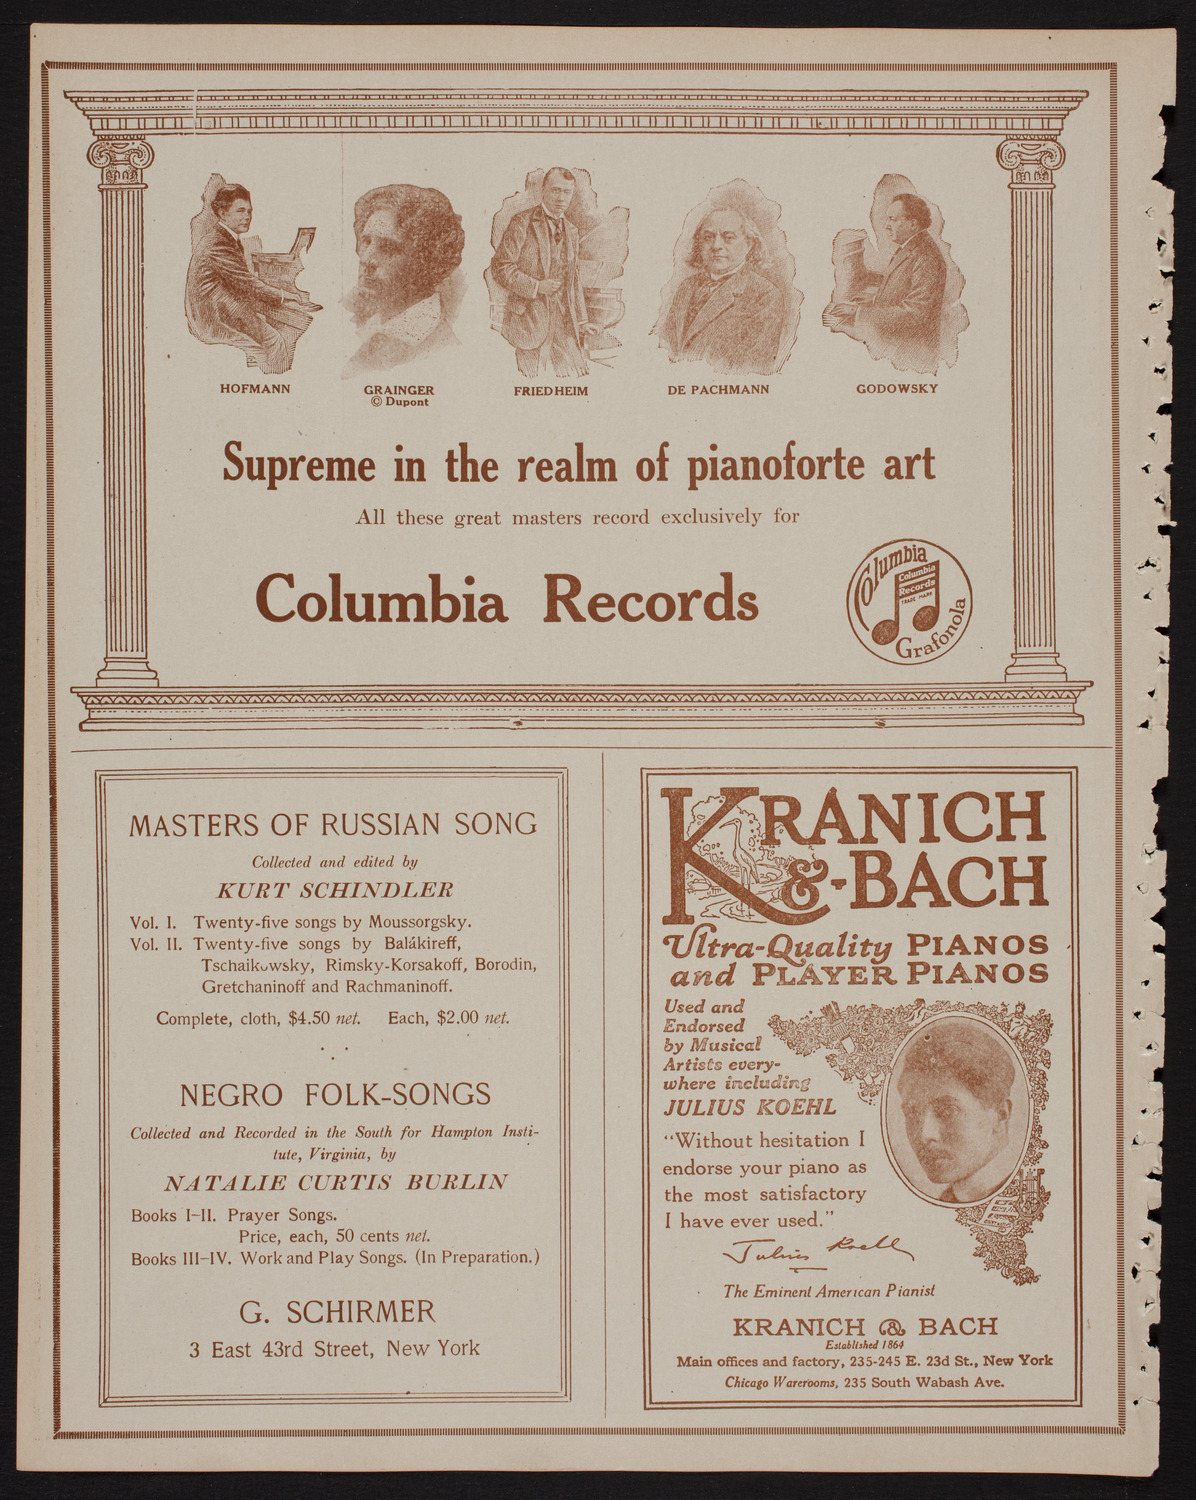 HOFMANN
GRAINGER
© Dupont
FRIEDHEIM
DE PACHMANN
GODOWSKY
Supreme in the realm of pianoforte art
All these great masters record exclusively for
Columbia Records
Columbia
Columbia
Records
TRADE MARK
Grafonola
MASTERS OF RUSSIAN SONG
Collected and edited by
KURT SCHINDLER
Vol. I. Twenty-five songs by Moussorgsky.
Vol. II. Twenty-five songs by Balákireff,
Tschaikowsky, Rimsky-Korsakoff, Borodin,
Gretchaninoff and Rachmaninoff.
Complete, cloth, $4.50 net. Each, $2.00 net.
NEGRO FOLK-SONGS
Collected and Recorded in the South for Hampton Insti-
tute, Virginia, by
NATALIE CURTIS BURLIN
Books I-II. Prayer Songs.
Price, each, 50 cents net.
Books III-IV. Work and Play Songs. (In Preparation.)
G. SCHIRMER
3 East 43rd Street, New York
KRANICH
&-BACH
Ultra-Quality PIANOS
and PLAYER PIANOS
Used and
Endorsed
by Musical
Artists every-
where including
JULIUS KOEHL
"Without hesitation I
endorse your piano as
the most satisfactory
I have ever used."
Julius Koehl
The Eminent American Pianist
KRANICH & BACH
Established 1864
Main offices and factory, 235-245 E. 23d St., New York
Chicago Warerooms, 235 South Wabash Ave.